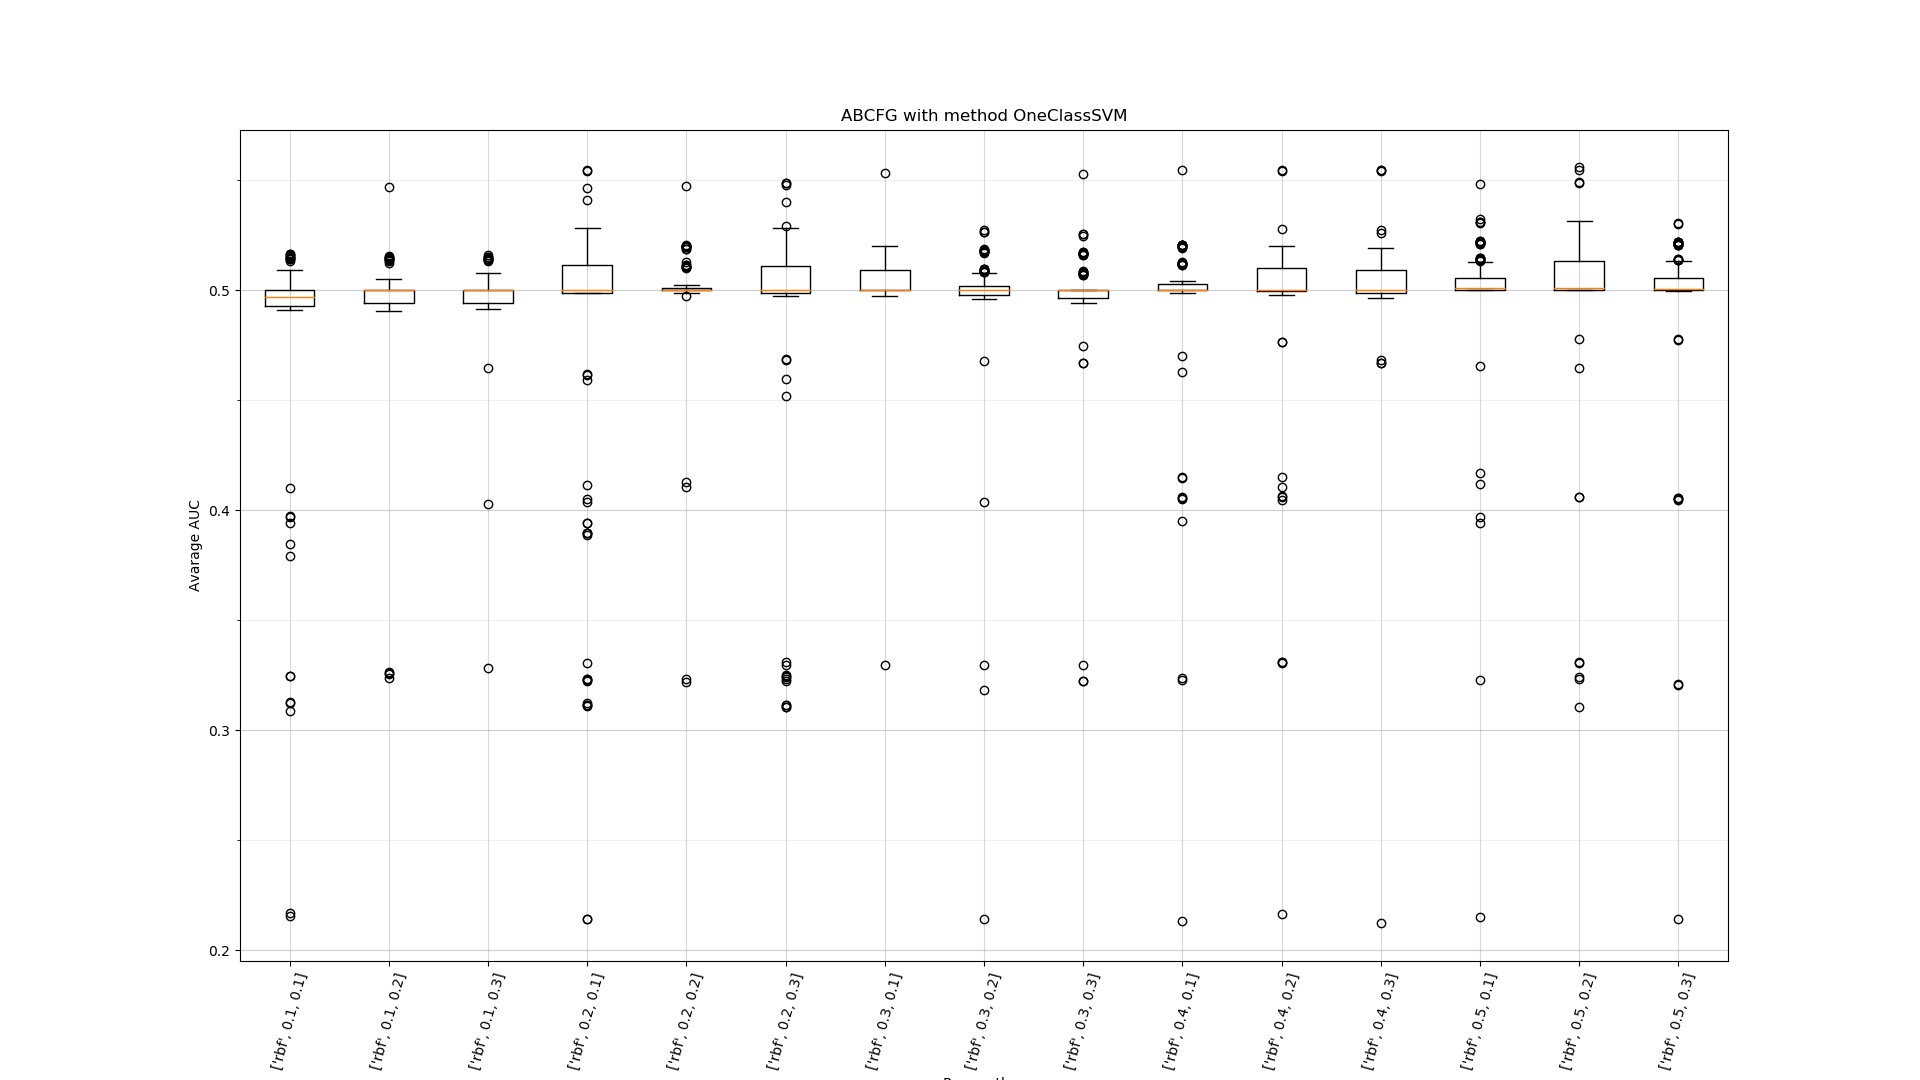 ABCFG with method OneClassSVM
Avarage AUC
0.5
0.4
0.3
0.2
['rbf', 0.1, 0.1]
['rbf', 0.1, 0.2]
['rbf', 0.1, 0.3]
['rbf', 0.2, 0.1]
['rbf', 0.2, 0.2]
['rbf', 0.2, 0.3]
['rbf', 0.3, 0.1]
['rbf', 0.3, 0.2]
['rbf', 0.3, 0.3]
['rbf', 0.4, 0.1]
['rbf', 0.4, 0.2]
['rbf', 0.4, 0.3]
['rbf', 0.5, 0.1]
['rbf', 0.5, 0.2]
['rbf', 0.5, 0.3]